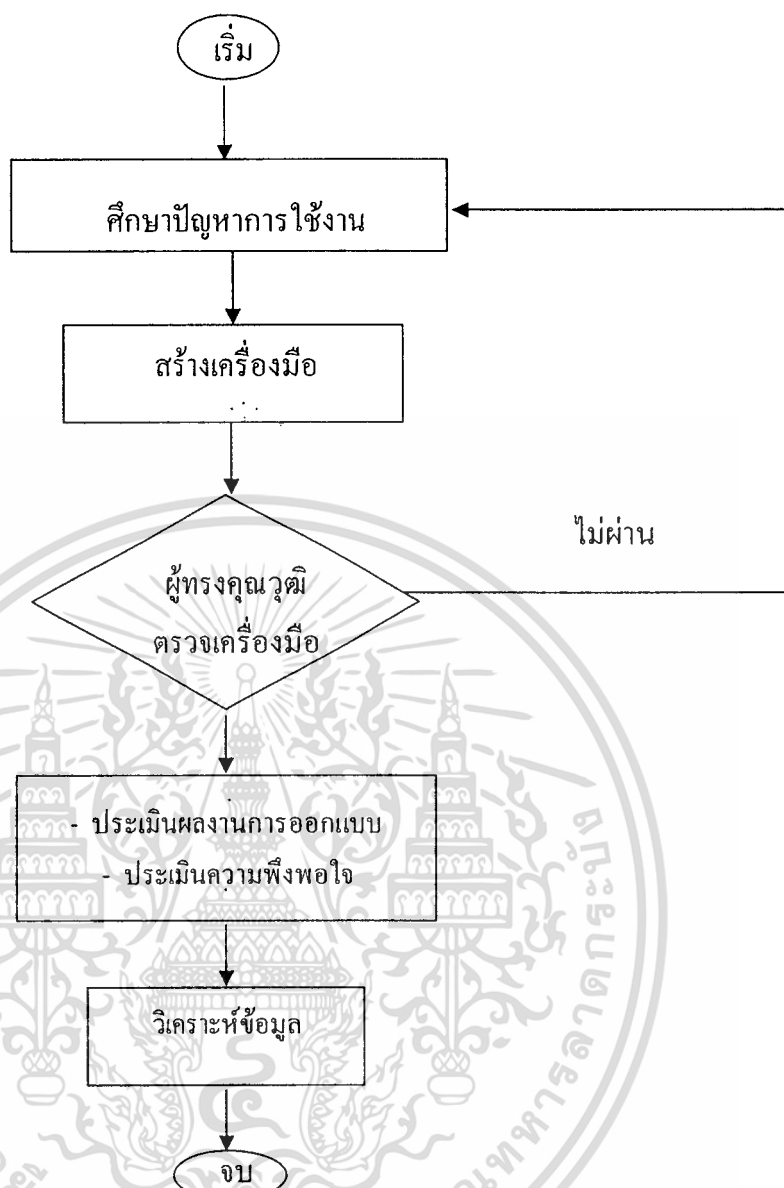 เริ่ม
ศึกษาปัญหาการใช้งาน
สร้างเครื่องมือ
ไม่ผ่าน
ผู้ทรงคุณวุฒิ
ตรวจเครื่องมือ
- ประเมินผลงานการออกแบบ
- ประเมินความพึงพอใจ
วิเคราะห์ข้อมูล
จบ